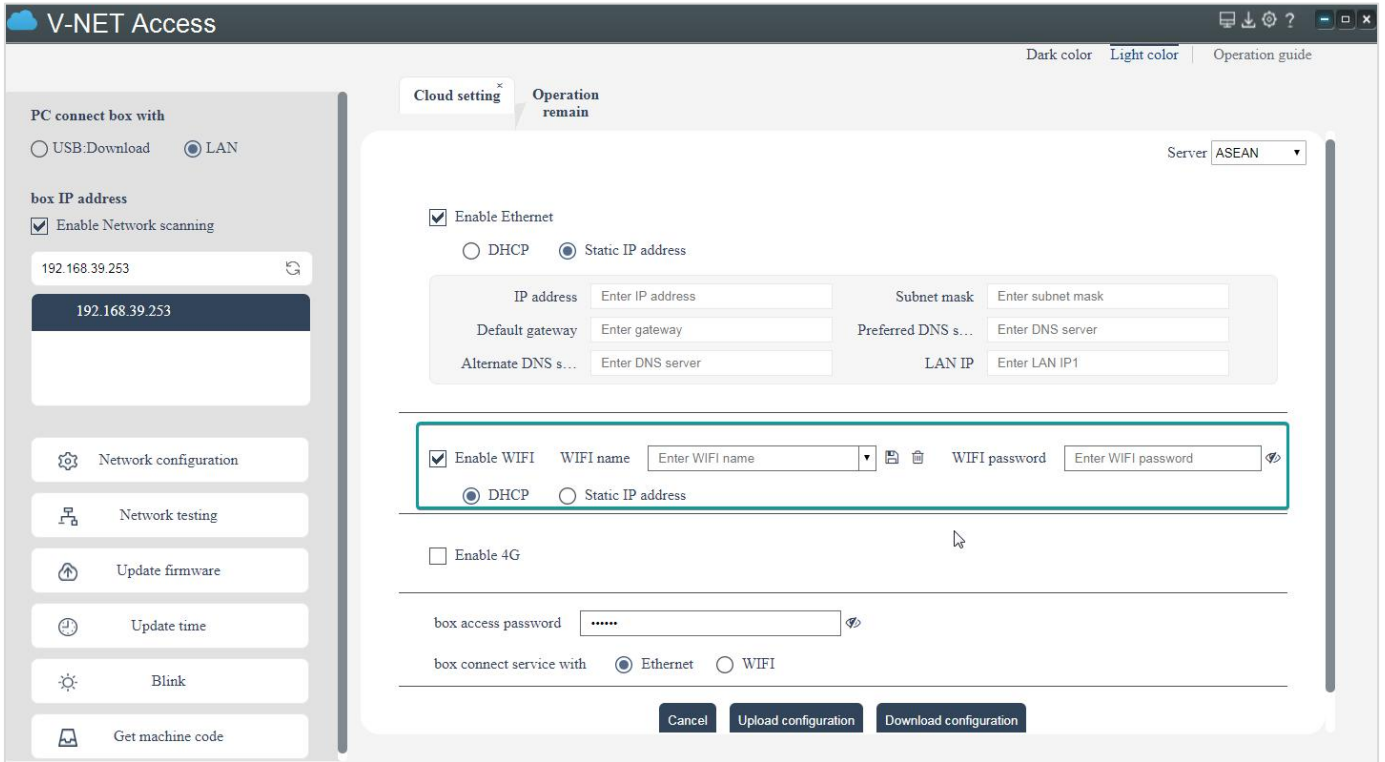 V-NET Access
?
Dark color Light color Operation guide
PC connect box with
USB:Download LAN
box IP address
Enable Network scanning
192.168.39.253
192.168.39.253
Network configuration
Network testing
Update firmware
Update time
Blink
Get machine code
Cloud setting × Operation
remain
Server ASEAN
Enable Ethernet
DHCP Static IP address
IP address Enter IP address Subnet mask Enter subnet mask
Default gateway Enter gateway Preferred DNS s... Enter DNS server
Alternate DNS s... Enter DNS server LAN IP Enter LAN IP1
Enable WIFI WIFI name Enter WIFI name WIFI password Enter WIFI password
DHCP Static IP address
Enable 4G
box access password ••••••
box connect service with Ethernet WIFI
Cancel Upload configuration Download configuration